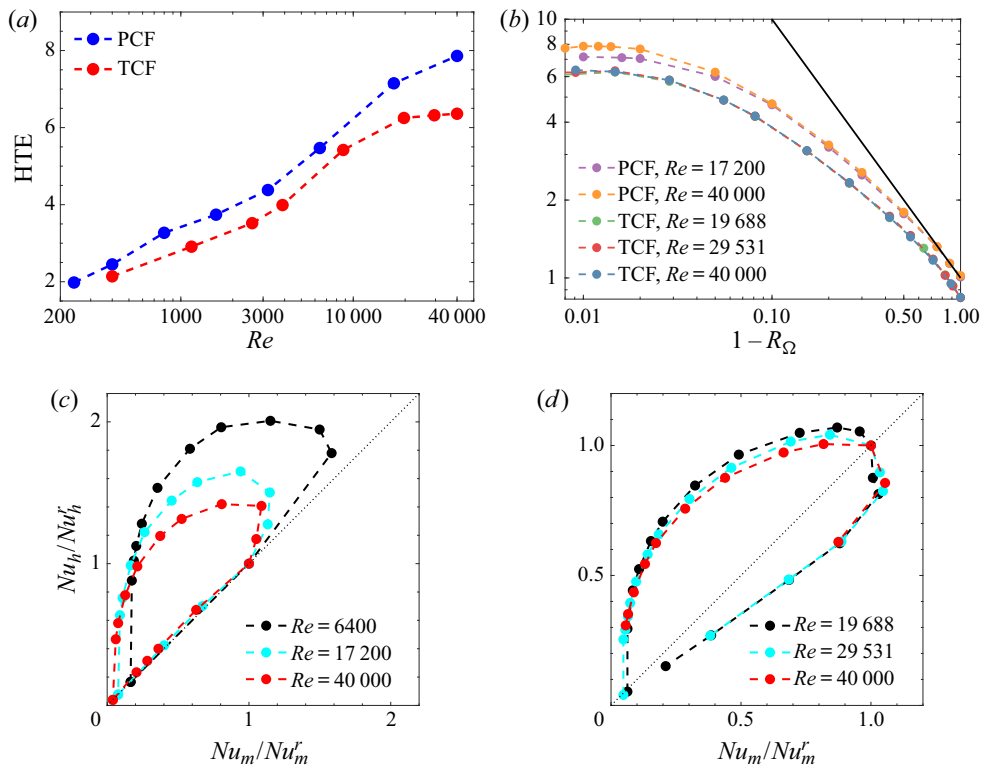 (a)
PCF
TCF
8
6
4
2
HTE
200
1000
3000
10 000
40 000
Re
(b)
10
8
6
4
2
1
PCF, Re = 17 200
PCF, Re = 40 000
TCF, Re = 19 688
TCF, Re = 29 531
TCF, Re = 40 000
0.01
0.10
0.50
1.00
1 − R_Ω
(c)
2
1
Nu_h/Nu_h^r
Re = 6400
Re = 17 200
Re = 40 000
0
1
2
Nu_m/Nu_m^r
(d)
1.0
0.5
Re = 19 688
Re = 29 531
Re = 40 000
0
0.5
1.0
Nu_m/Nu_m^r